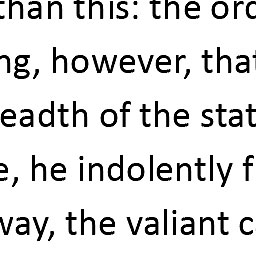 than this: the ord
ng, however, that
eadth of the stat
e, he indolently f
way, the valiant c